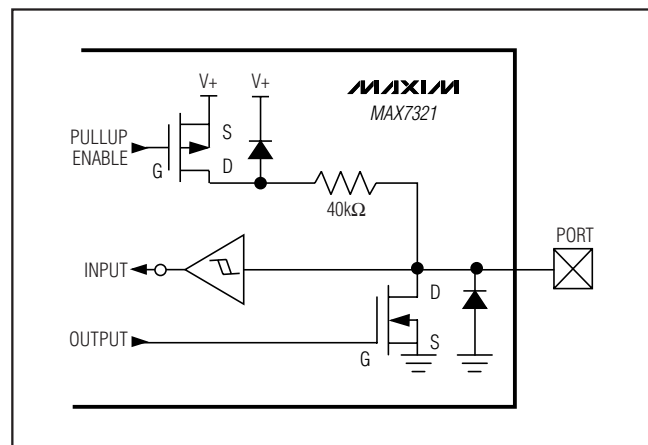 V+ V+
MAXIM
MAX7321
PULLUP
ENABLE
S
G
D
40kΩ
PORT
INPUT
D
OUTPUT
G
S